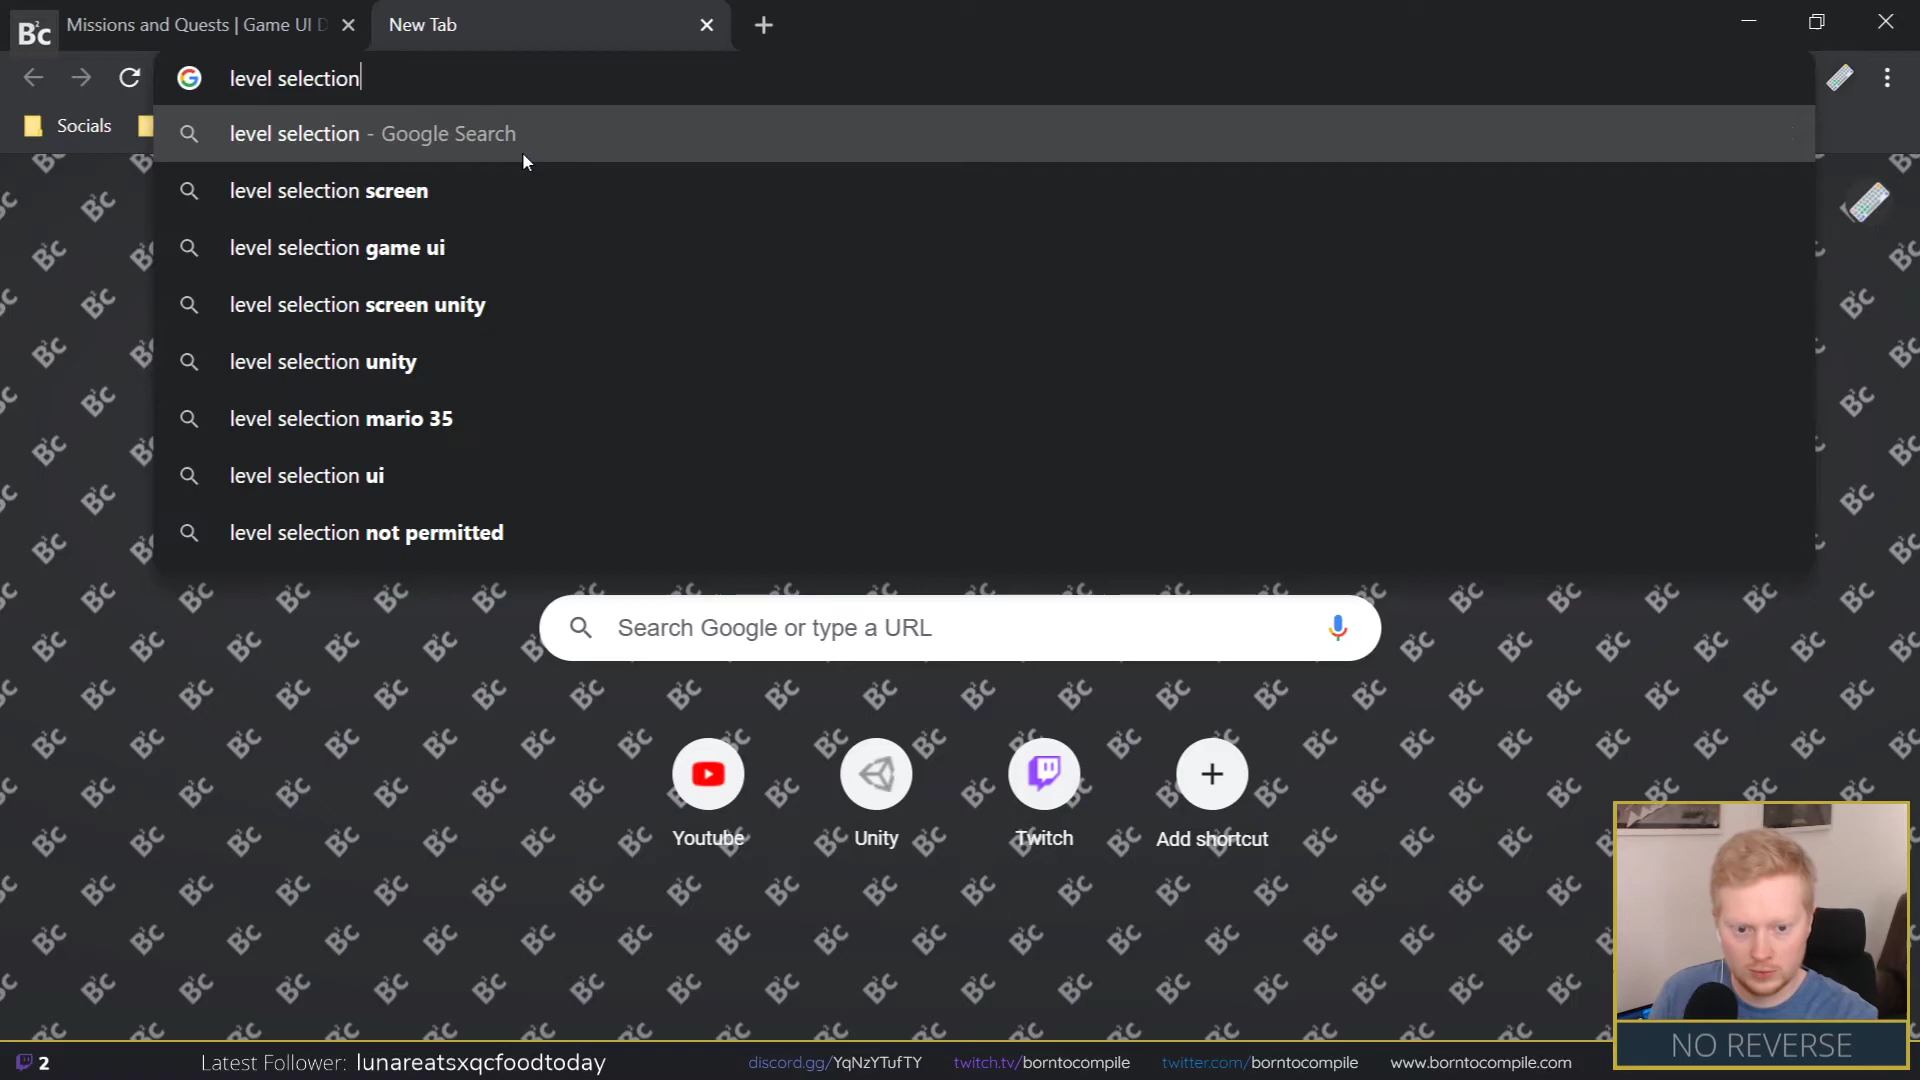 Missions and Quests | Game UI D
New Tab
B²c
level selection
Socials
level selection - Google Search
level selection screen
level selection game ui
level selection screen unity
level selection unity
level selection mario 35
level selection ui
level selection not permitted
Search Google or type a URL
Youtube
Unity
Twitch
Add shortcut
NO REVERSE
2
Latest Follower: lunareatsxqcfoodtoday
discord.gg/YqNzYTufTY
twitch.tv/borntocompile
twitter.com/borntocompile
www.borntocompile.com